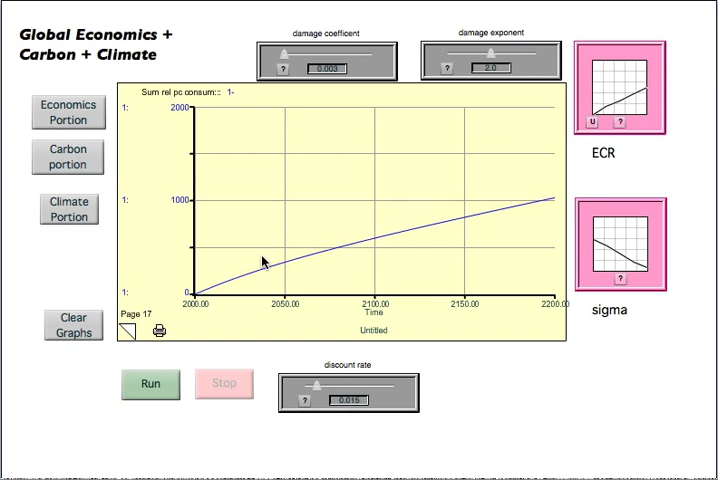 Global Economics +
Carbon + Climate
damage coefficent
damage exponent
?
0.003
?
2.0
Economics
Portion
Carbon
portion
Climate
Portion
Clear
Graphs
Sum rel pc consum:: 1-
1:
2000
1:
1000
1:
0
2000.00
2050.00
2100.00
2150.00
2200.00
Time
Page 17
Untitled
U
?
ECR
?
sigma
Run
Stop
discount rate
?
0.015